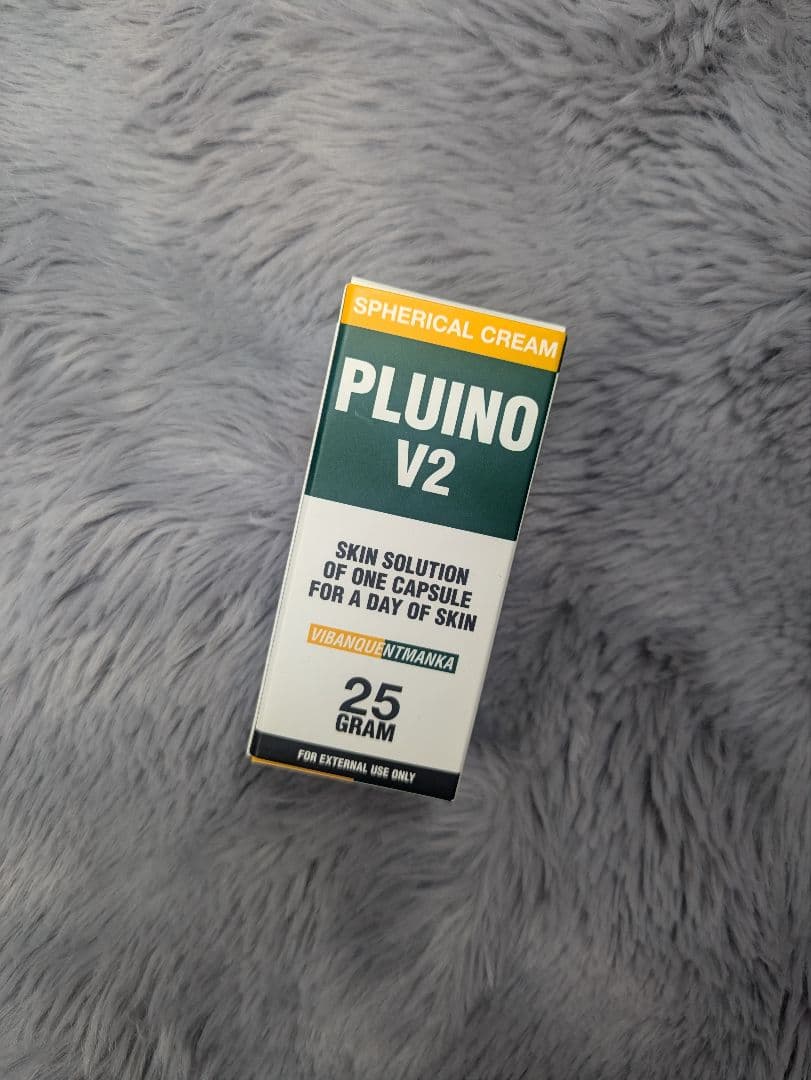 SPHERICAL CREAM
PLUINO
V2
SKIN SOLUTION
OF ONE CAPSULE
FOR A DAY OF SKIN
VIBANQUENTMANKA
25
GRAM
FOR EXTERNAL USE ONLY